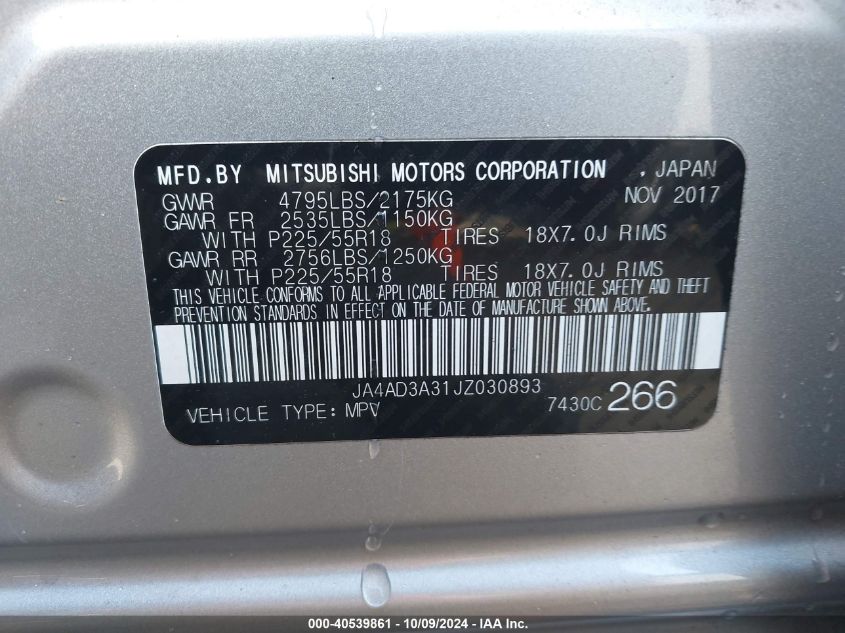 MFD.BY MITSUBISHI MOTORS CORPORATION . JAPAN
GVWR 4795LBS/2175KG NOV 2017
GAWR FR 2535LBS/1150KG
WITH P225/55R18 TIRES 18X7.0J RIMS
GAWR RR 2756LBS/1250KG
WITH P225/55R18 TIRES 18X7.0J RIMS
THIS VEHICLE CONFORMS TO ALL APPLICABLE FEDERAL MOTOR VEHICLE SAFETY AND THEFT
PREVENTION STANDARDS IN EFFECT ON THE DATE OF MANUFACTURE SHOWN ABOVE.
JA4AD3A31JZ030893
VEHICLE TYPE: MPV 7430C 266
000-40539861 - 10/09/2024 - IAA Inc.